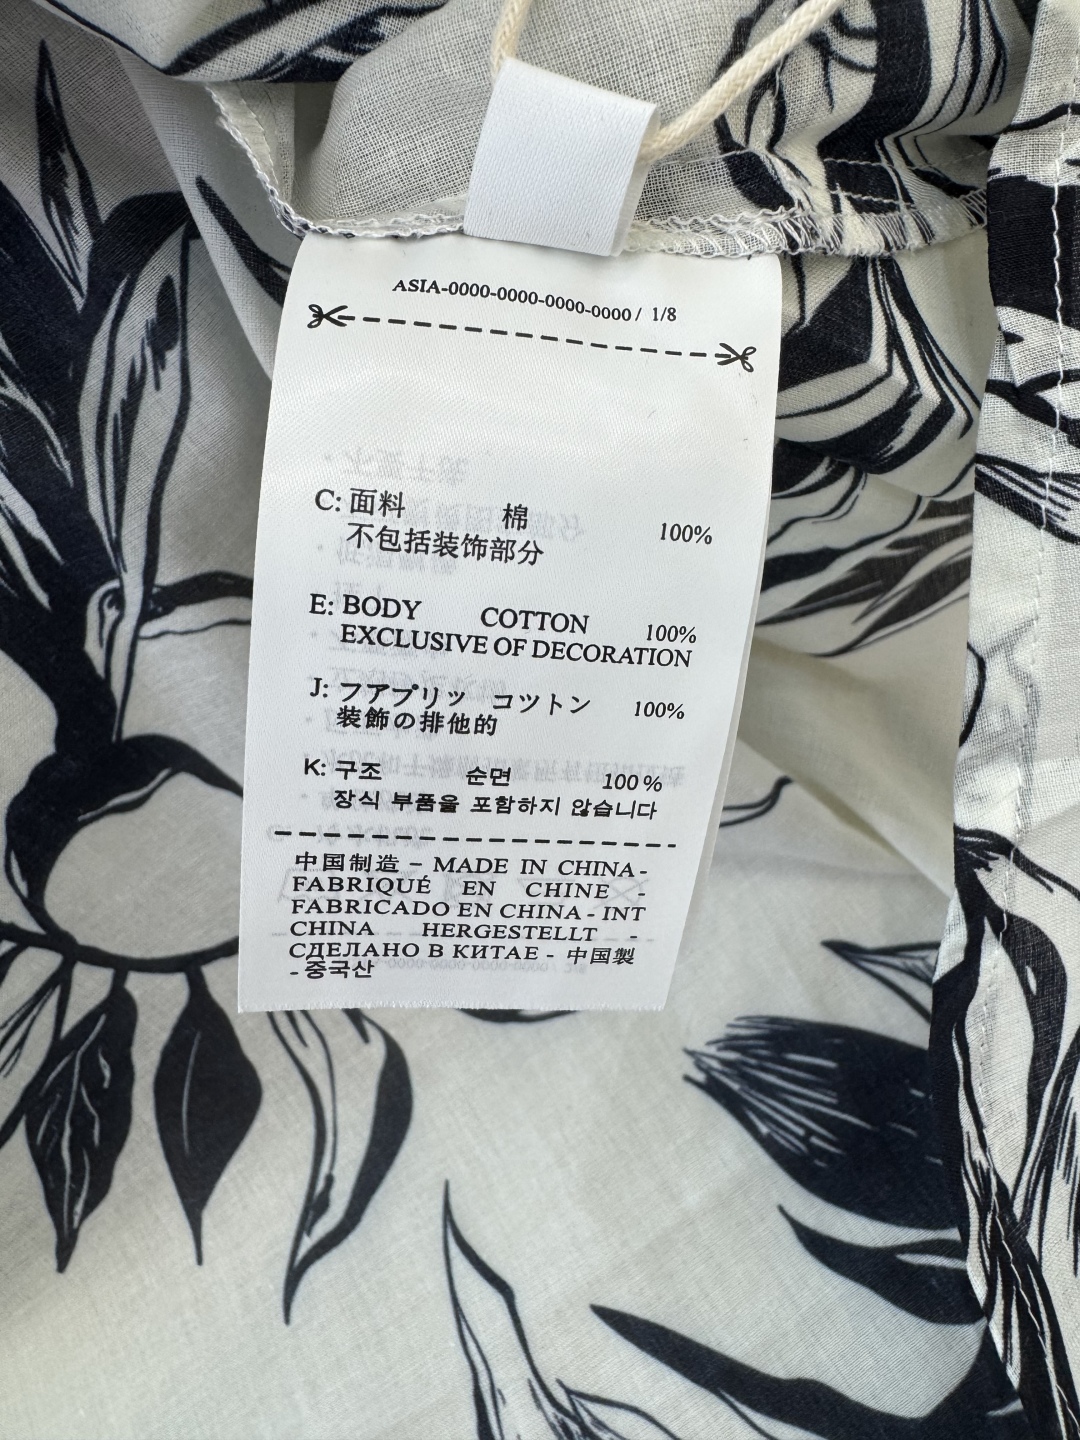 ASIA-0000-0000-0000-0000 / 1/8
C: 面料 棉 100%
不包括装饰部分
E: BODY COTTON 100%
EXCLUSIVE OF DECORATION
J: フアプリッ コツトン 100%
装飾の排他的
K: 구조 순면 100%
장식 부품을 포함하지 않습니다
中国制造 - MADE IN CHINA -
FABRIQUÉ EN CHINE -
FABRICADO EN CHINA - INT
CHINA HERGESTELLT -
СДЕЛАНО В КИТАЕ - 中国製
- 중국산